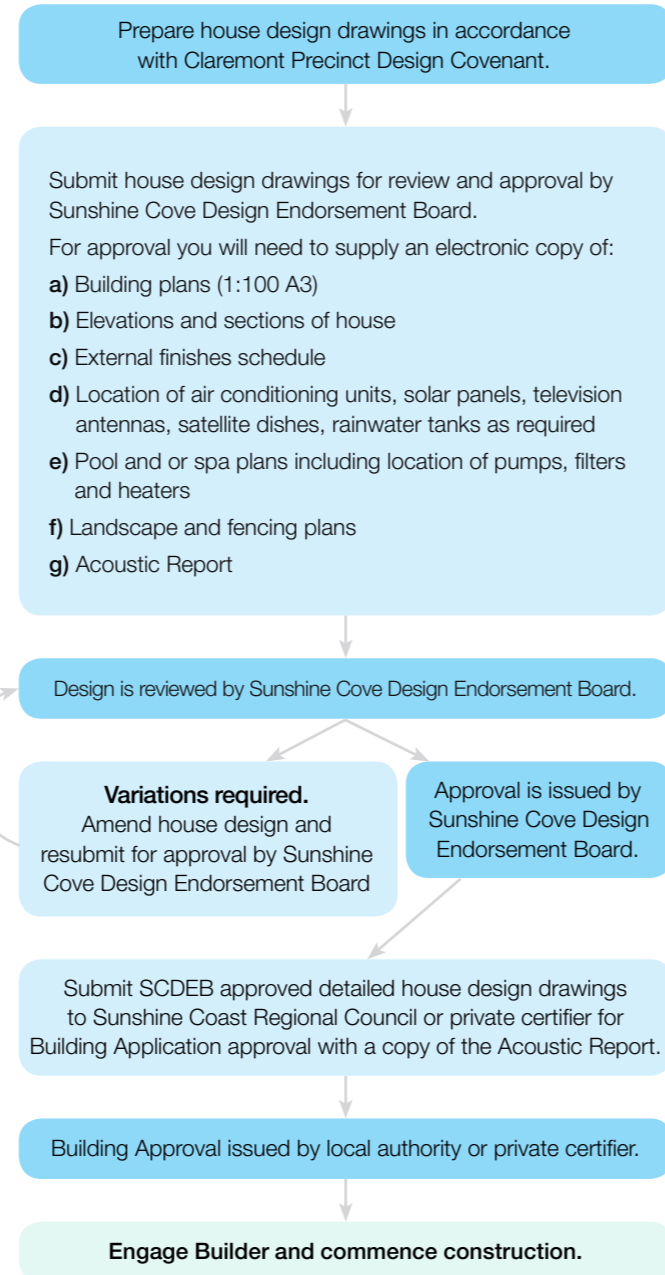 Prepare house design drawings in accordance
with Claremont Precinct Design Covenant.
Submit house design drawings for review and approval by
Sunshine Cove Design Endorsement Board.
For approval you will need to supply an electronic copy of:
a) Building plans (1:100 A3)
b) Elevations and sections of house
c) External finishes schedule
d) Location of air conditioning units, solar panels, television
antennas, satellite dishes, rainwater tanks as required
e) Pool and or spa plans including location of pumps, filters
and heaters
f) Landscape and fencing plans
g) Acoustic Report
Design is reviewed by Sunshine Cove Design Endorsement Board.
Variations required.
Amend house design and
resubmit for approval by Sunshine
Cove Design Endorsement Board
Approval is issued by
Sunshine Cove Design
Endorsement Board.
Submit SCDEB approved detailed house design drawings
to Sunshine Coast Regional Council or private certifier for
Building Application approval with a copy of the Acoustic Report.
Building Approval issued by local authority or private certifier.
Engage Builder and commence construction.